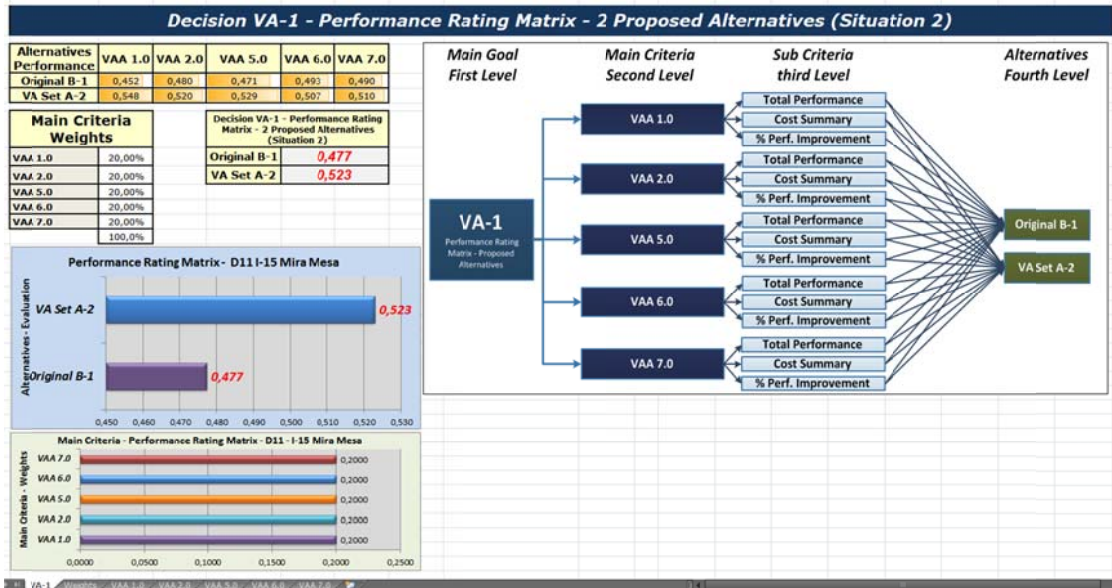 Decision VA-1 - Performance Rating Matrix - 2 Proposed Alternatives (Situation 2)
Alternatives Performance VAA 1.0 VAA 2.0 VAA 5.0 VAA 6.0 VAA 7.0
Original B-1 0,452 0,480 0,471 0,493 0,490
VA Set A-2 0,548 0,520 0,529 0,507 0,510
Main Criteria
Weights
VAA 1.0 20,00%
VAA 2.0 20,00%
VAA 5.0 20,00%
VAA 6.0 20,00%
VAA 7.0 20,00%
100,0%
Decision VA-1 - Performance Rating
Matrix - 2 Proposed Alternatives
(Situation 2)
Original B-1 0,477
VA Set A-2 0,523
Performance Rating Matrix - D11 I-15 Mira Mesa
Alternatives - Evaluation
VA Set A-2
0,523
Original B-1
0,477
0,450 0,460 0,470 0,480 0,490 0,500 0,510 0,520 0,530
Main Criteria - Performance Rating Matrix - D11 - I-15 Mira Mesa
Main Criteria - Weights
VAA 7.0 0,2000
VAA 6.0 0,2000
VAA 5.0 0,2000
VAA 2.0 0,2000
VAA 1.0 0,2000
0,0000 0,0500 0,1000 0,1500 0,2000 0,2500
Main Goal
First Level
Main Criteria
Second Level
Sub Criteria
third Level
Alternatives
Fourth Level
VA-1
Performance Rating
Matrix - Proposed
Alternatives
VAA 1.0
Total Performance
Cost Summary
% Perf. Improvement
VAA 2.0
Total Performance
Cost Summary
% Perf. Improvement
VAA 5.0
Total Performance
Cost Summary
% Perf. Improvement
VAA 6.0
Total Performance
Cost Summary
% Perf. Improvement
VAA 7.0
Total Performance
Cost Summary
% Perf. Improvement
Original B-1
VA Set A-2
VA-1 Weights VAA 1.0 VAA 2.0 VAA 5.0 VAA 6.0 VAA 7.0